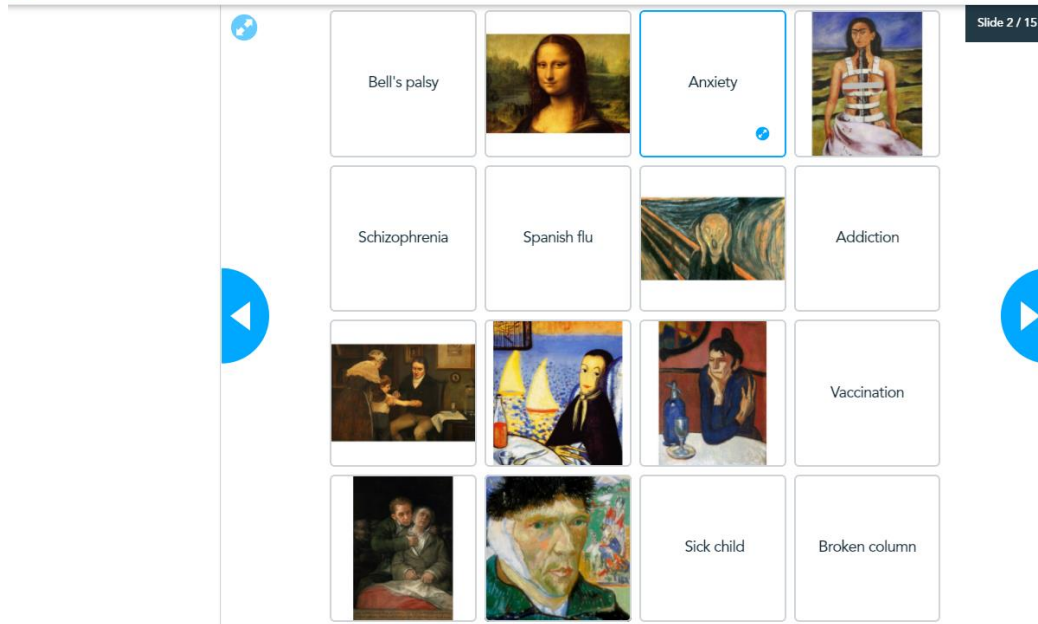 Slide 2 / 15
Bell's palsy
Anxiety
Schizophrenia
Spanish flu
Addiction
Vaccination
Sick child
Broken column